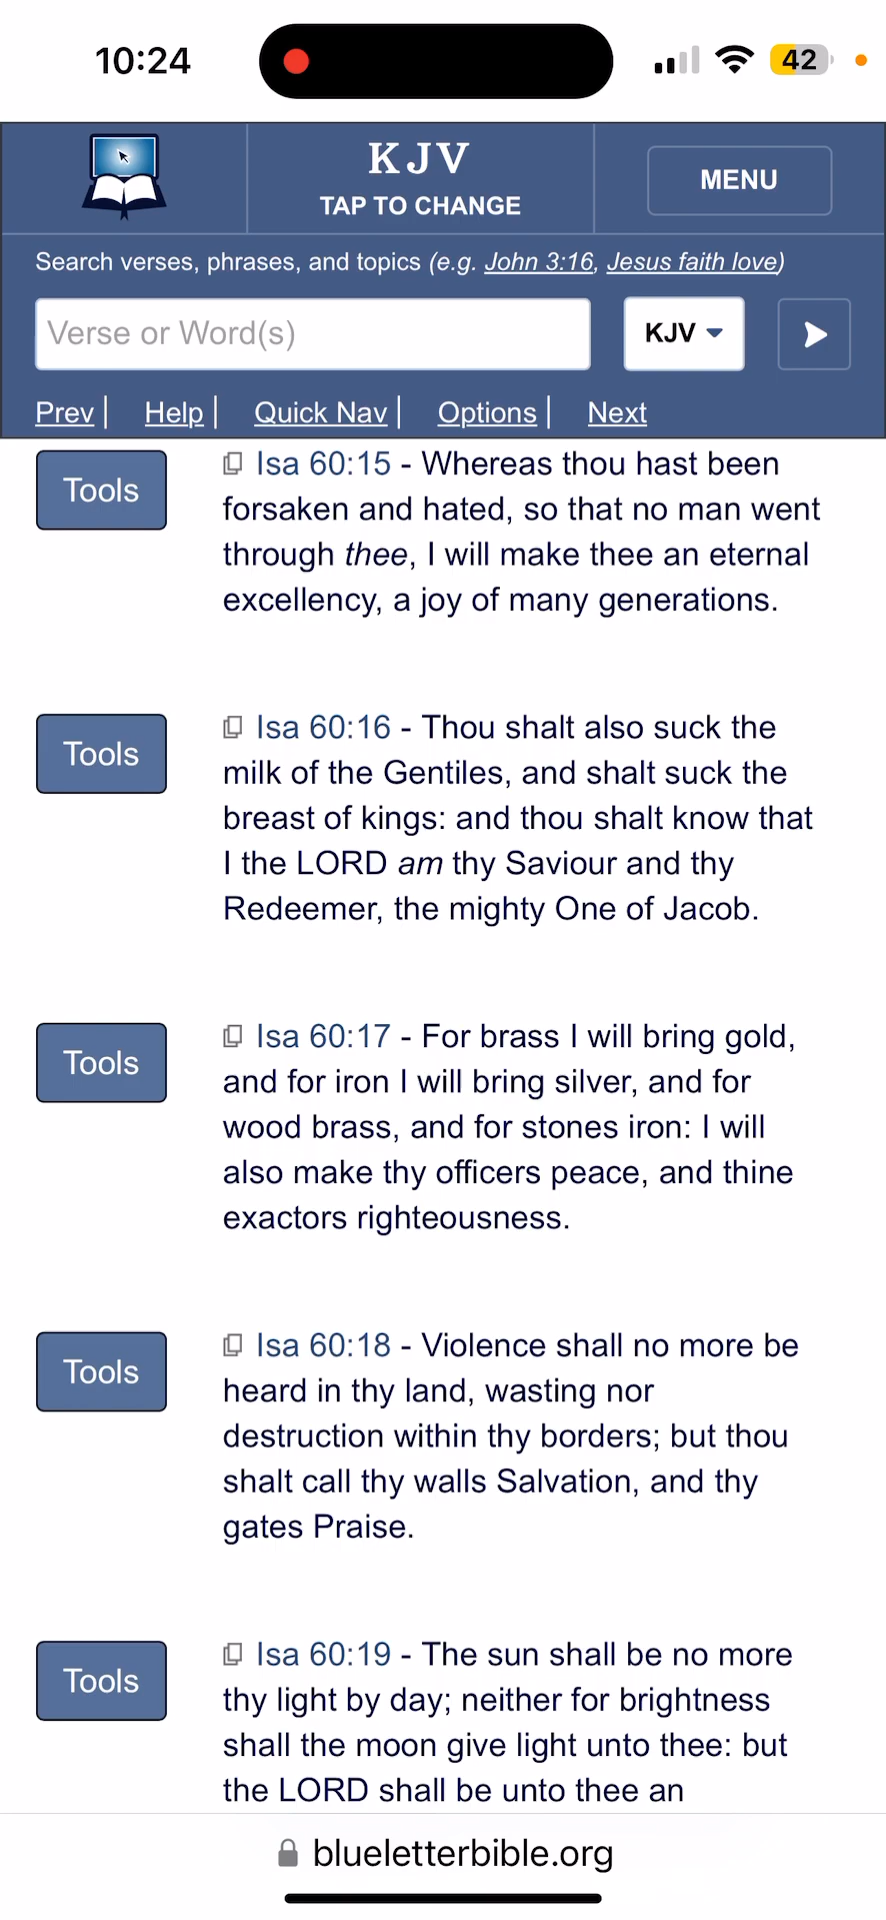 10:24
42
KJV
TAP TO CHANGE
MENU
Search verses, phrases, and topics (e.g. John 3:16, Jesus faith love)
Verse or Word(s)
KJV
Prev | Help | Quick Nav | Options | Next
Tools
Isa 60:15 - Whereas thou hast been
forsaken and hated, so that no man went
through thee, I will make thee an eternal
excellency, a joy of many generations.
Tools
Isa 60:16 - Thou shalt also suck the
milk of the Gentiles, and shalt suck the
breast of kings: and thou shalt know that
I the LORD am thy Saviour and thy
Redeemer, the mighty One of Jacob.
Tools
Isa 60:17 - For brass I will bring gold,
and for iron I will bring silver, and for
wood brass, and for stones iron: I will
also make thy officers peace, and thine
exactors righteousness.
Tools
Isa 60:18 - Violence shall no more be
heard in thy land, wasting nor
destruction within thy borders; but thou
shalt call thy walls Salvation, and thy
gates Praise.
Tools
Isa 60:19 - The sun shall be no more
thy light by day; neither for brightness
shall the moon give light unto thee: but
the LORD shall be unto thee an
blueletterbible.org